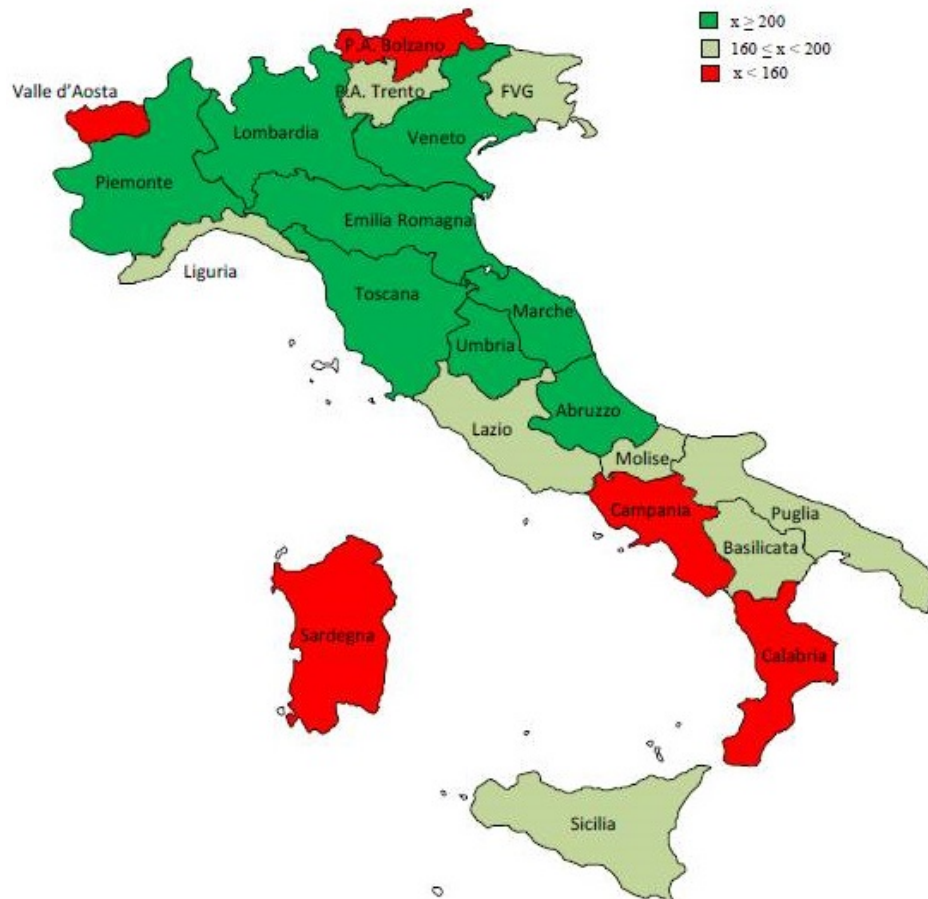 x ≥ 200
160 ≤ x < 200
x < 160
P.A. Bolzano
Valle d’Aosta
P.A. Trento
FVG
Lombardia
Veneto
Piemonte
Emilia Romagna
Liguria
Toscana
Marche
Umbria
Abruzzo
Lazio
Molise
Campania
Puglia
Basilicata
Sardegna
Calabria
Sicilia